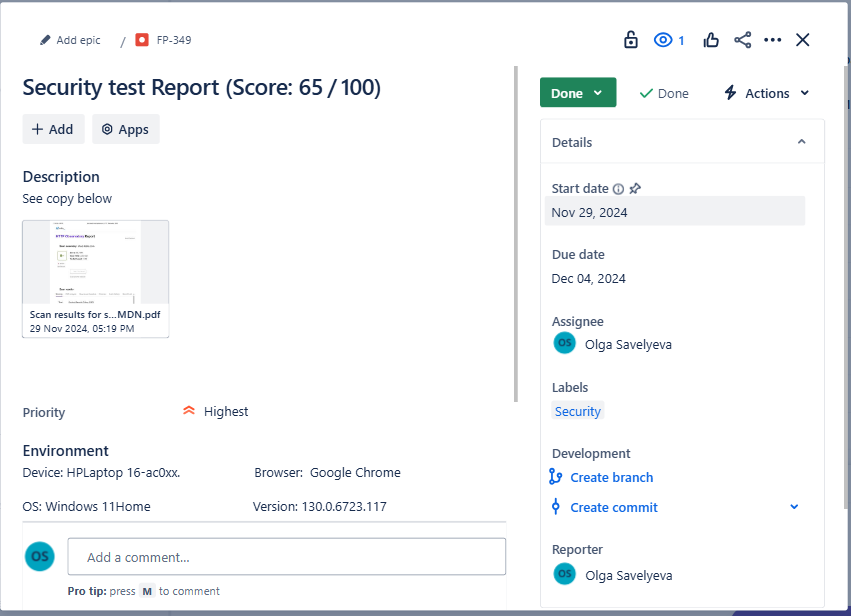 Add epic / FP-349
1
Security test Report (Score: 65 / 100)
+ Add
Apps
Description
See copy below
HTTP Observatory Report
Scan results for s...MDN.pdf
29 Nov 2024, 05:19 PM
Priority
Highest
Environment
Device: HPLaptop 16-ac0xx.
Browser: Google Chrome
OS: Windows 11Home
Version: 130.0.6723.117
OS
Add a comment...
Pro tip: press M to comment
Done
Done
Actions
Details
Start date
Nov 29, 2024
Due date
Dec 04, 2024
Assignee
OS Olga Savelyeva
Labels
Security
Development
Create branch
Create commit
Reporter
OS Olga Savelyeva